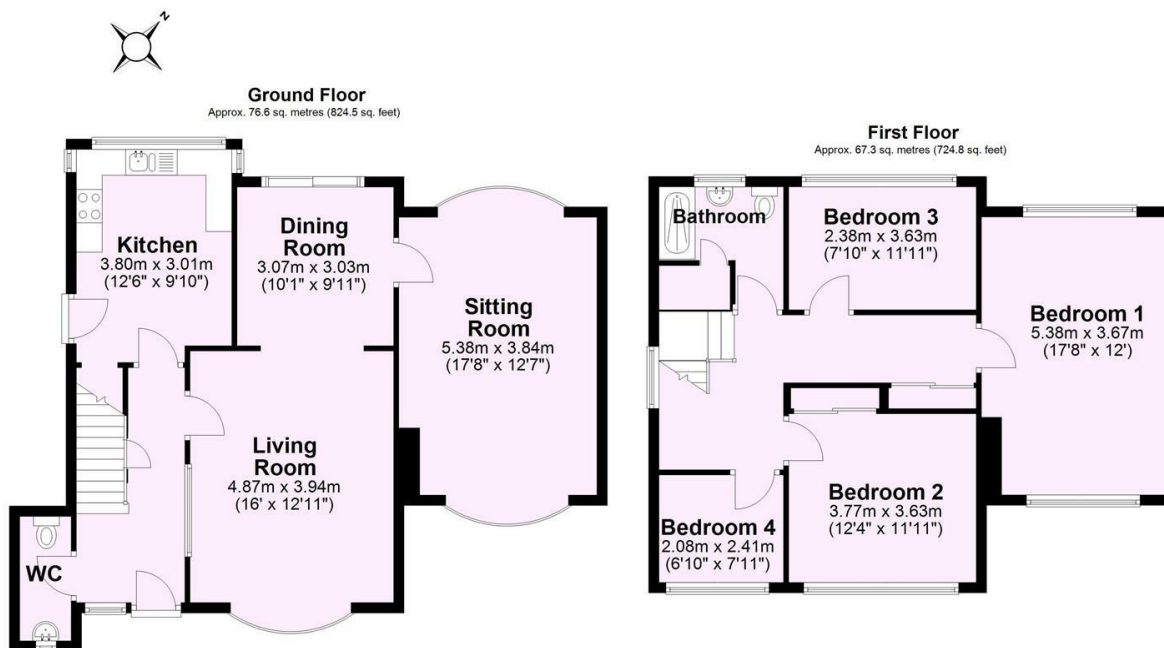 N
Ground Floor
Approx. 76.6 sq. metres (824.5 sq. feet)
Kitchen
3.80m x 3.01m
(12'6" x 9'10")
Dining
Room
3.07m x 3.03m
(10'1" x 9'11")
Sitting
Room
5.38m x 3.84m
(17'8" x 12'7")
Living
Room
4.87m x 3.94m
(16' x 12'11")
WC
First Floor
Approx. 67.3 sq. metres (724.8 sq. feet)
Bathroom
Bedroom 3
2.38m x 3.63m
(7'10" x 11'11")
Bedroom 1
5.38m x 3.67m
(17'8" x 12')
Bedroom 2
3.77m x 3.63m
(12'4" x 11'11")
Bedroom 4
2.08m x 2.41m
(6'10" x 7'11")